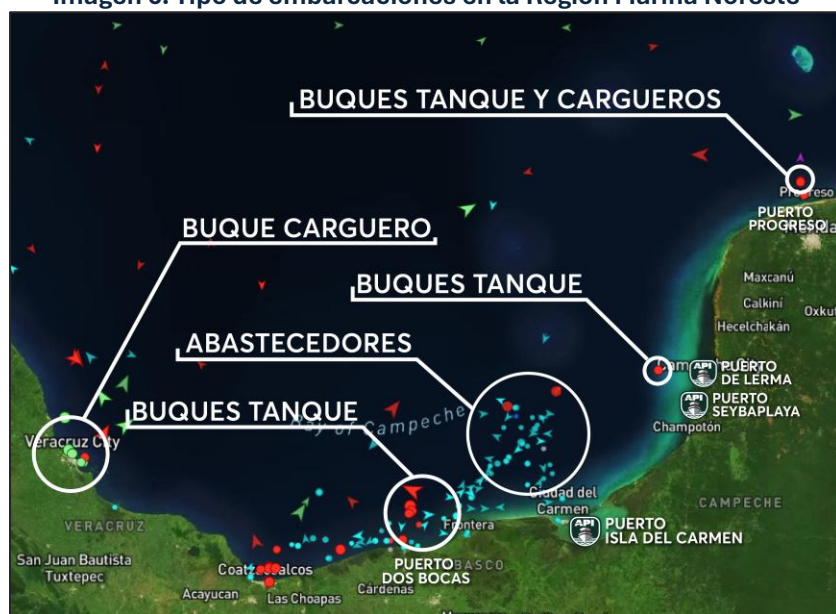 Imagen 6. Tipo de embarcaciones en la Región Marina Noreste
BUQUES TANQUE Y CARGUEROS
Progreso
PUERTO
PROGRESO
BUQUE CARGUERO
Maxcanú
BUQUES TANQUE
Calkiní
Oxkut
Hecelchakán
ABASTECEDORES
API PUERTO
DE LERMA
API PUERTO
SEYBAPLAYA
BUQUES TANQUE
Bay of Campeche
Champotón
Veracruz City
Ciudad del
Carmen
CAMPECHE
VERACRUZ
Frontera
API PUERTO
ISLA DEL CARMEN
San Juan Bautista
Tuxtepec
Coatzacoalcos
PUERTO
DOS BOCAS
TABASCO
Cárdenas
Acayucan
Las Choapas